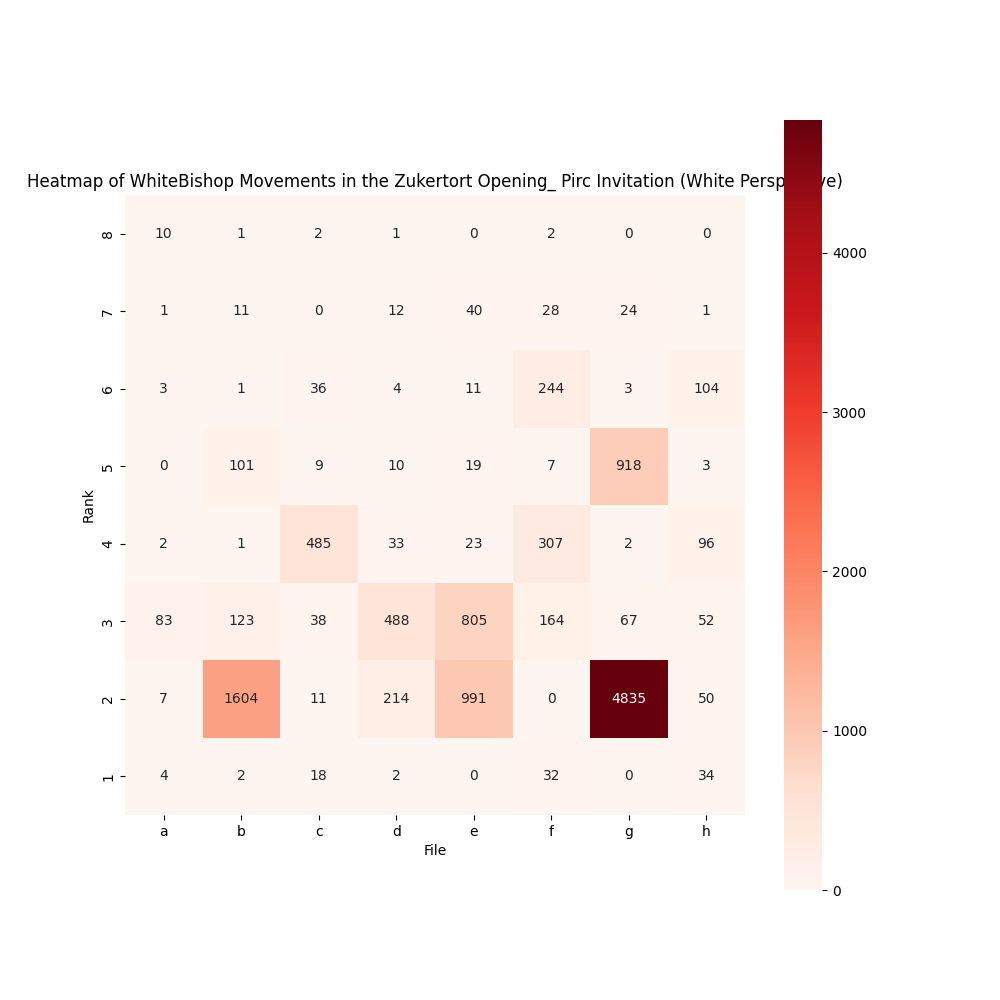 Heatmap of WhiteBishop Movements in the Zukertort Opening_ Pirc Invitation (White Persp ve)
4000
3000
2000
1000
0
Rank
8 10 1 2 1 0 2 0 0
7 1 11 0 12 40 28 24 1
6 3 1 36 4 11 244 3 104
5 0 101 9 10 19 7 918 3
4 2 1 485 33 23 307 2 96
3 83 123 38 488 805 164 67 52
2 7 1604 11 214 991 0 4835 50
1 4 2 18 2 0 32 0 34
a b c d e f g h
File